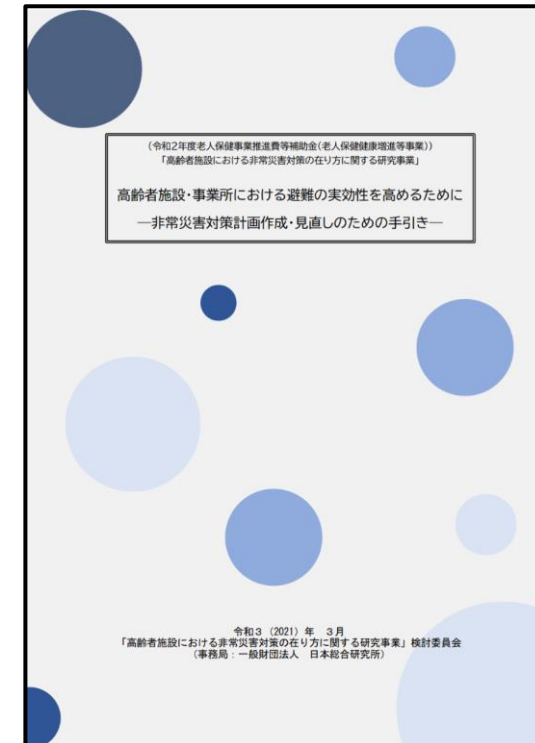 （令和２年度老人保健事業推進費等補助金（老人保健健康増進等事業））
「高齢者施設における非常災害対策の在り方に関する研究事業」
高齢者施設・事業所における避難の実効性を高めるために
―非常災害対策計画作成・見直しのための手引き―
令和３（2021）年　３月
「高齢者施設における非常災害対策の在り方に関する研究事業」検討委員会
（事務局：一般財団法人　日本総合研究所）